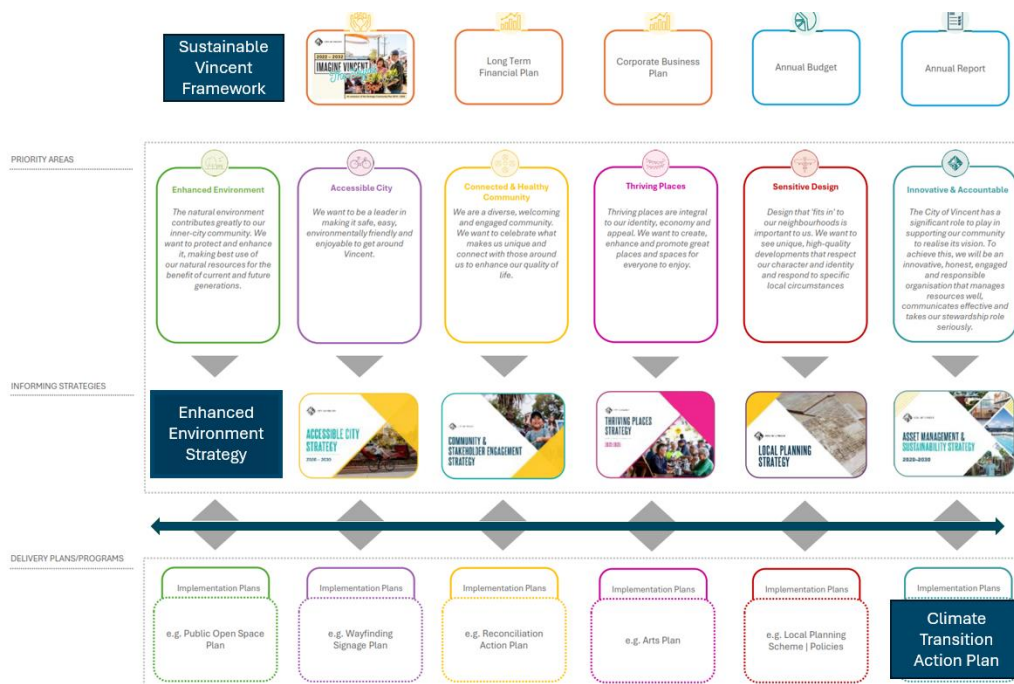 Sustainable
Vincent
Framework
2020 - 2030
IMAGINE VINCENT
Long Term
Financial Plan
Corporate Business
Plan
Annual Budget
Annual Report
PRIORITY AREAS
Enhanced Environment
The natural environment
contributes greatly to our
inner-city community. We
want to protect and enhance
it, making best use of
our natural resources for the
benefit of current and future
generations.
Accessible City
We want to be a leader in
making it safe, easy,
environmentally friendly and
enjoyable to get around
Vincent.
Connected & Healthy
Community
We are a diverse, welcoming
and engaged community.
We want to celebrate what
makes us unique and
connect with those around
us to enhance our quality of
life.
Thriving Places
Thriving places are integral
to our identity, economy and
appeal. We want to create,
enhance and promote great
places and spaces for
everyone to enjoy.
Sensitive Design
Design that 'fits in' to our
neighbourhoods is
important to us. We want to
see unique, high-quality
developments that respect
our character and identity
and respond to specific
local circumstances
Innovative & Accountable
The City of Vincent has a
significant role to play in
supporting our community
to realise its vision. To
achieve this, we will be an
innovative, honest, engaged
and responsible
organisation that manages
resources well,
communicates effective and
takes our stewardship role
seriously.
INFORMING STRATEGIES
Enhanced
Environment
Strategy
ACCESSIBLE CITY
STRATEGY
2020 - 2030
COMMUNITY &
STAKEHOLDER ENGAGEMENT
STRATEGY
THRIVING PLACES
STRATEGY
LOCAL PLANNING
STRATEGY
ASSET MANAGEMENT &
SUSTAINABILITY STRATEGY
2020-2030
DELIVERY PLANS/PROGRAMS
Implementation Plans
e.g. Public Open Space
Plan
Implementation Plans
e.g. Wayfinding
Signage Plan
Implementation Plans
e.g. Reconciliation
Action Plan
Implementation Plans
e.g. Arts Plan
Implementation Plans
e.g. Local Planning
Scheme | Policies
Implementation Plans
Climate
Transition
Action Plan